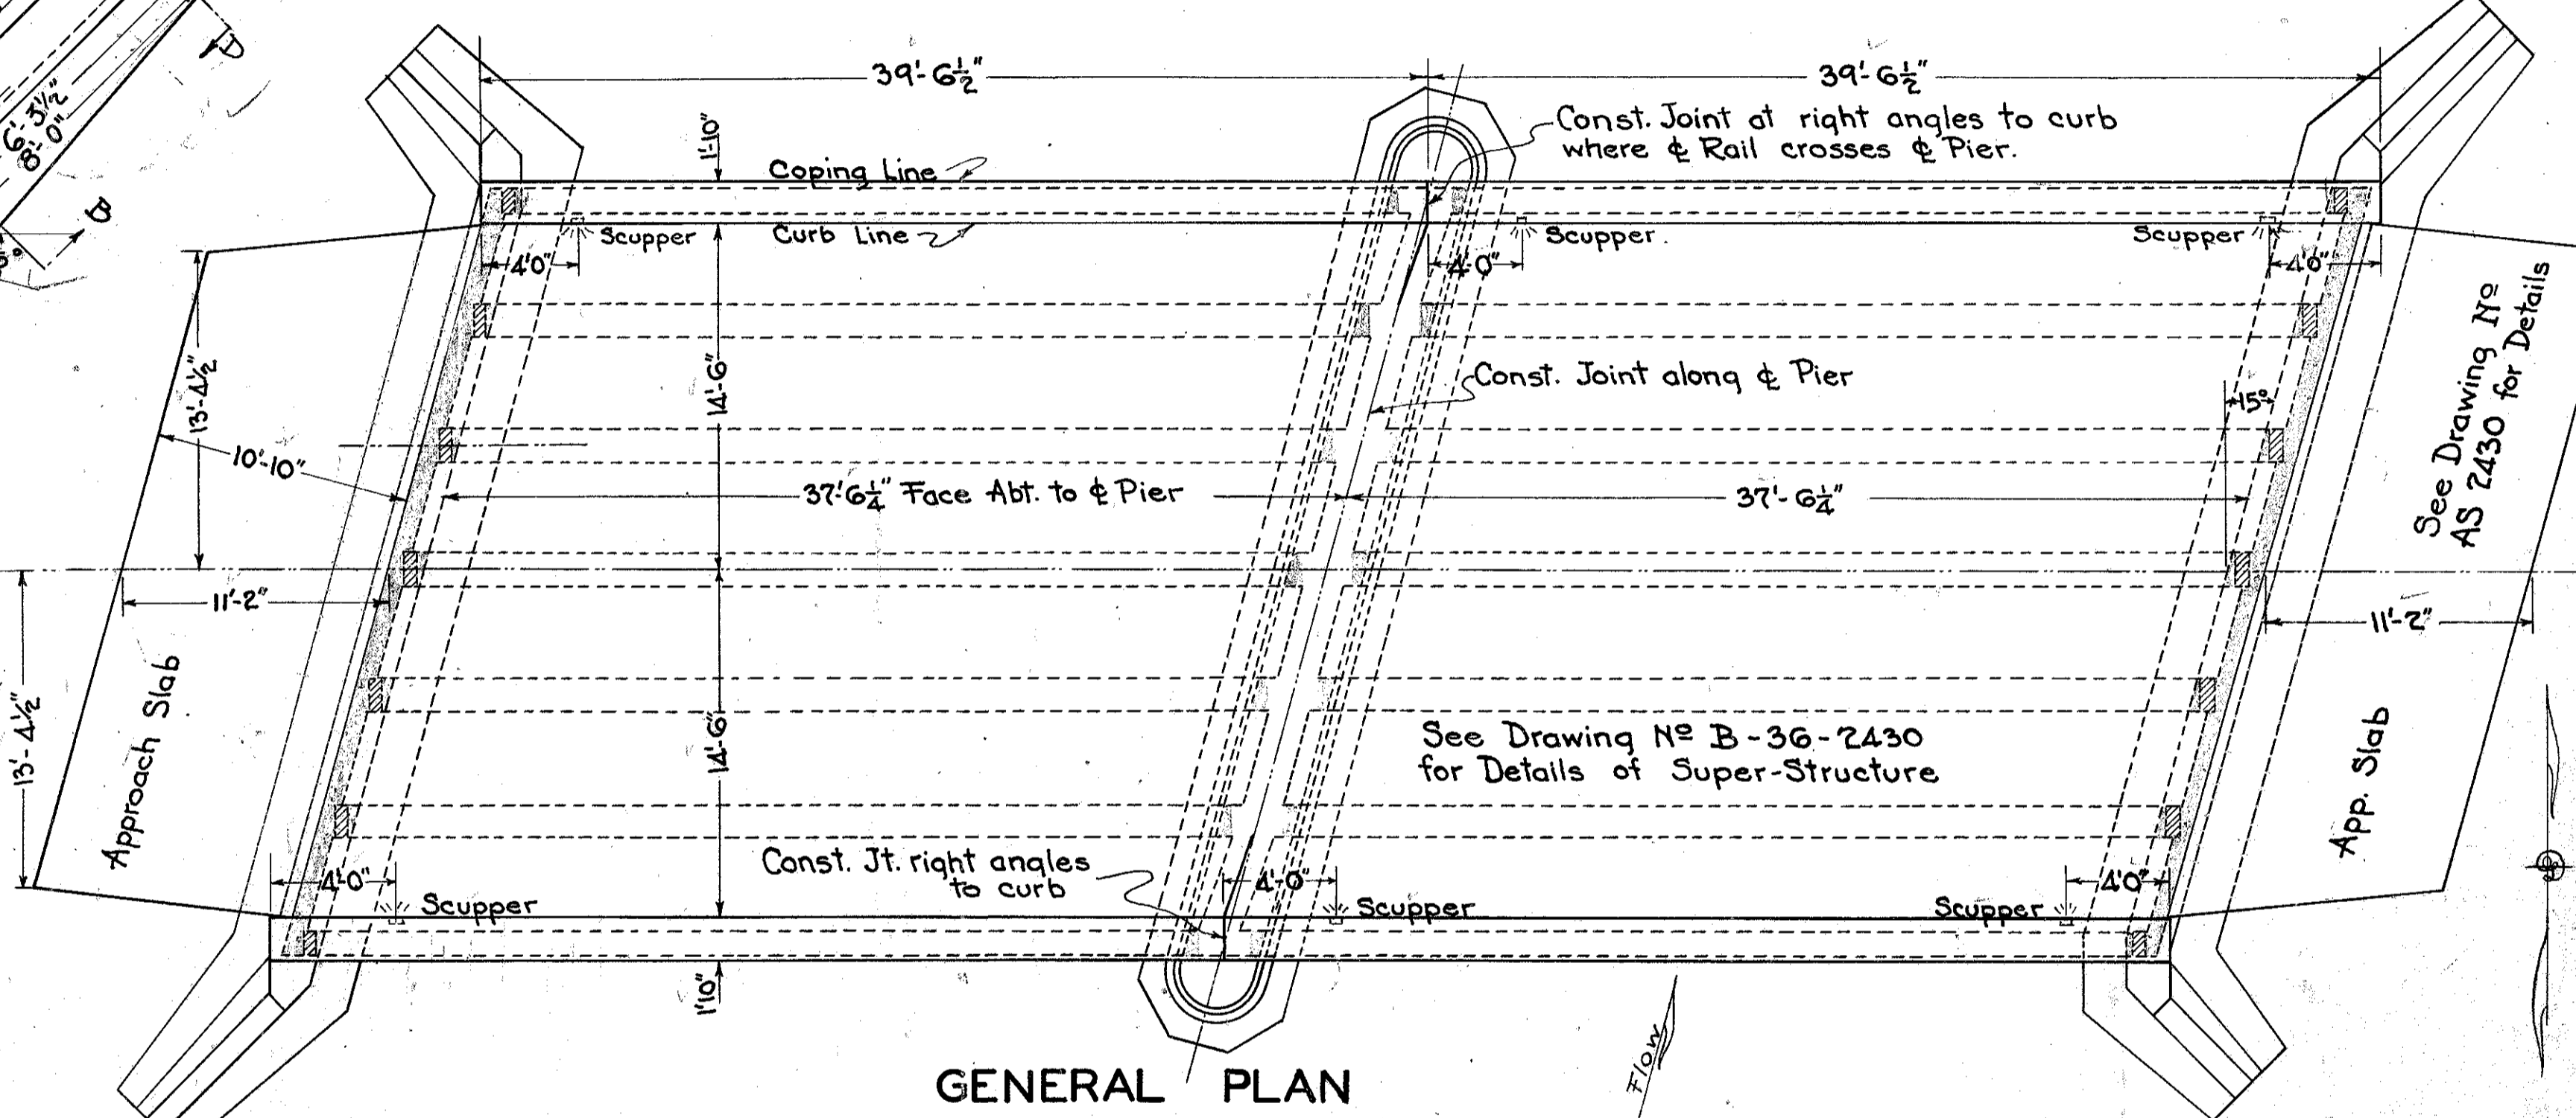 6'-3½"
8'-0"
A
B
39'-6½"
39'-6½"
Const. Joint at right angles to curb
where ℄ Rail crosses ℄ Pier.
1'-10"
Coping Line
Scupper
Curb Line
Scupper.
Scupper
4'0"
4'-0"
4'0"
13'-4½"
14'-6"
Const. Joint along ℄ Pier
15°
See Drawing Nº
AS 2430 for Details
10'-10"
37'-6¼" Face Abt. to ℄ Pier
37'-6¼"
11'-2"
11'-2"
Approach Slab
13'-4½"
14'-6"
See Drawing Nº B-36-2430
for Details of Super-Structure
App. Slab
Const. Jt. right angles
to curb
4'-0"
4'-0"
4'0"
Scupper
Scupper
Scupper
1'10"
Flow
GENERAL PLAN